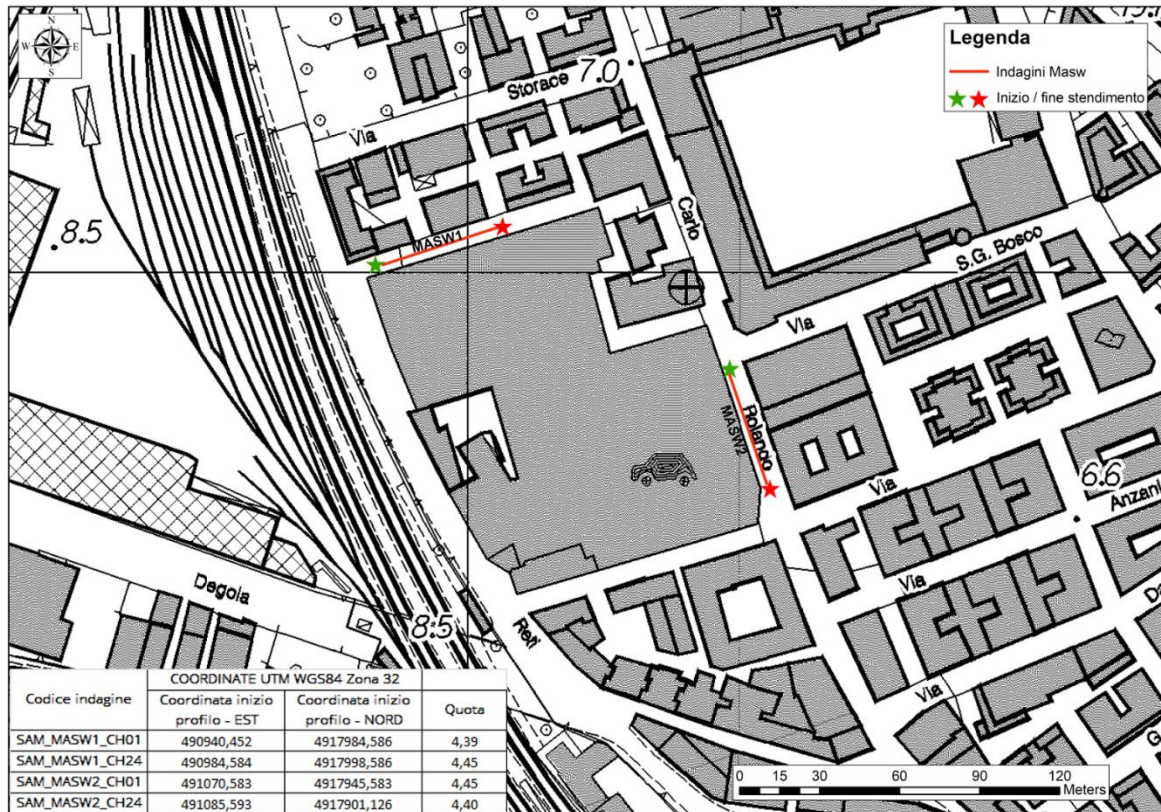 N
W E
S
Legenda
Indagini Masw
Inizio / fine stendimento
Via Storace
7.0
Carlo
.8.5
MASW1
S.G. Bosco
Via
Rolando
MASW2
Via
6.6
Anzani
Via
Degola
8.5
Reti
Via
0 15 30 60 90 120
Meters
COORDINATE UTM WGS84 Zona 32
Codice indagine Coordinata inizio profilo - EST Coordinata inizio profilo - NORD Quota
SAM_MASW1_CH01 490940,452 4917984,586 4,39
SAM_MASW1_CH24 490984,584 4917998,586 4,45
SAM_MASW2_CH01 491070,583 4917945,583 4,45
SAM_MASW2_CH24 491085,593 4917901,126 4,40